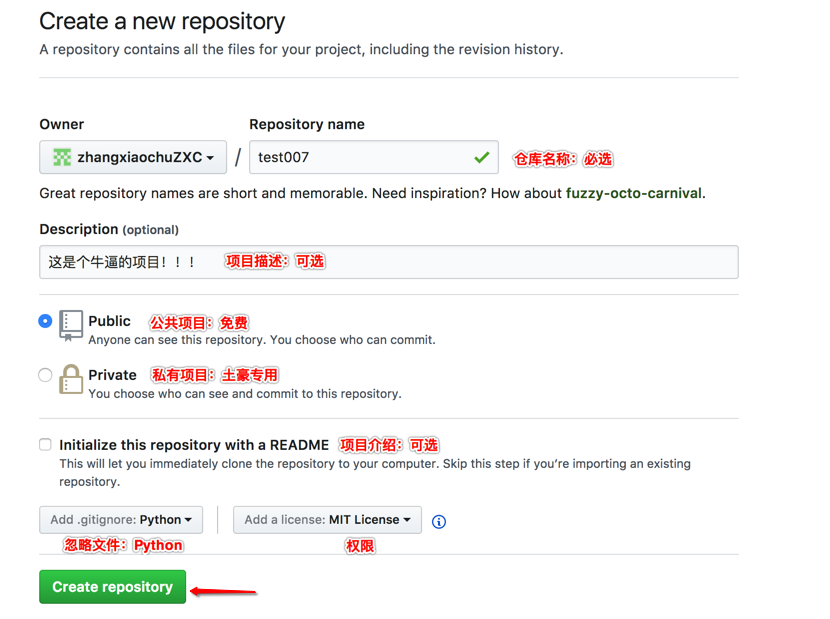 Create a new repository
A repository contains all the files for your project, including the revision history.
Owner Repository name
zhangxiaochuZXC / test007 仓库名称：必选
Great repository names are short and memorable. Need inspiration? How about fuzzy-octo-carnival.
Description (optional)
这是个牛逼的项目！！！ 项目描述：可选
Public 公共项目：免费
Anyone can see this repository. You choose who can commit.
Private 私有项目：土豪专用
You choose who can see and commit to this repository.
Initialize this repository with a README 项目介绍：可选
This will let you immediately clone the repository to your computer. Skip this step if you’re importing an existing
repository.
Add .gitignore: Python Add a license: MIT License
忽略文件：Python 权限
Create repository